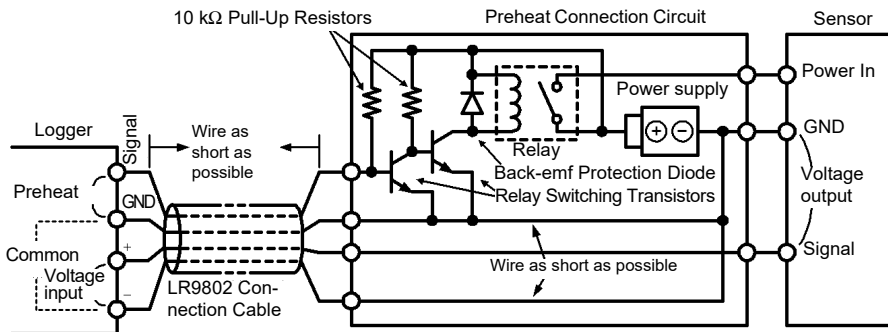 10 kΩ Pull-Up Resistors
Preheat Connection Circuit
Sensor
Logger
Signal
Wire as
short as
possible
Preheat
GND
Common
+
Voltage
input
−
LR9802 Con-
nection Cable
Relay
Back-emf Protection Diode
Relay Switching Transistors
Wire as short as possible
Power supply
+ −
Power In
GND
Voltage
output
Signal